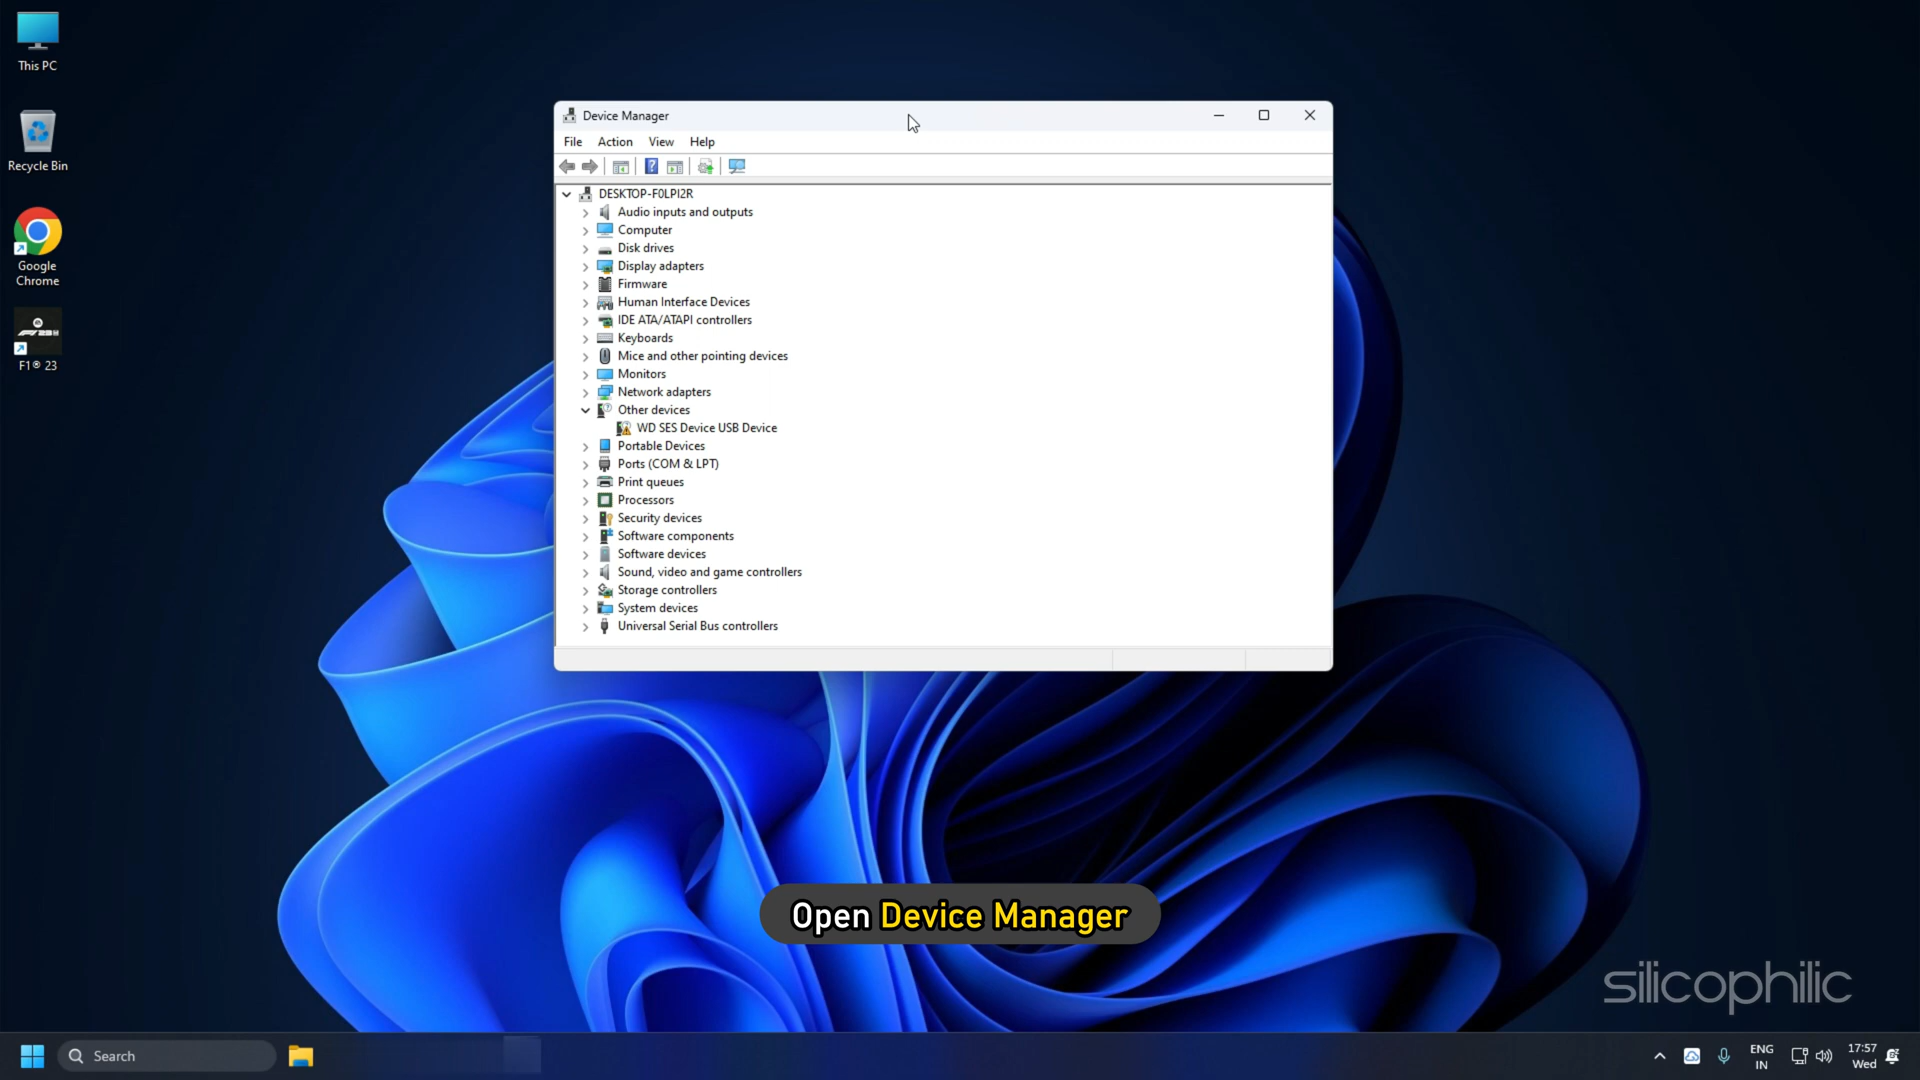 This PC
Recycle Bin
Google
Chrome
F1® 23
Device Manager
File Action View Help
DESKTOP-F0LPI2R
Audio inputs and outputs
Computer
Disk drives
Display adapters
Firmware
Human Interface Devices
IDE ATA/ATAPI controllers
Keyboards
Mice and other pointing devices
Monitors
Network adapters
Other devices
WD SES Device USB Device
Portable Devices
Ports (COM & LPT)
Print queues
Processors
Security devices
Software components
Software devices
Sound, video and game controllers
Storage controllers
System devices
Universal Serial Bus controllers
Open Device Manager
silicophilic
Search
ENG
IN
17:57
Wed